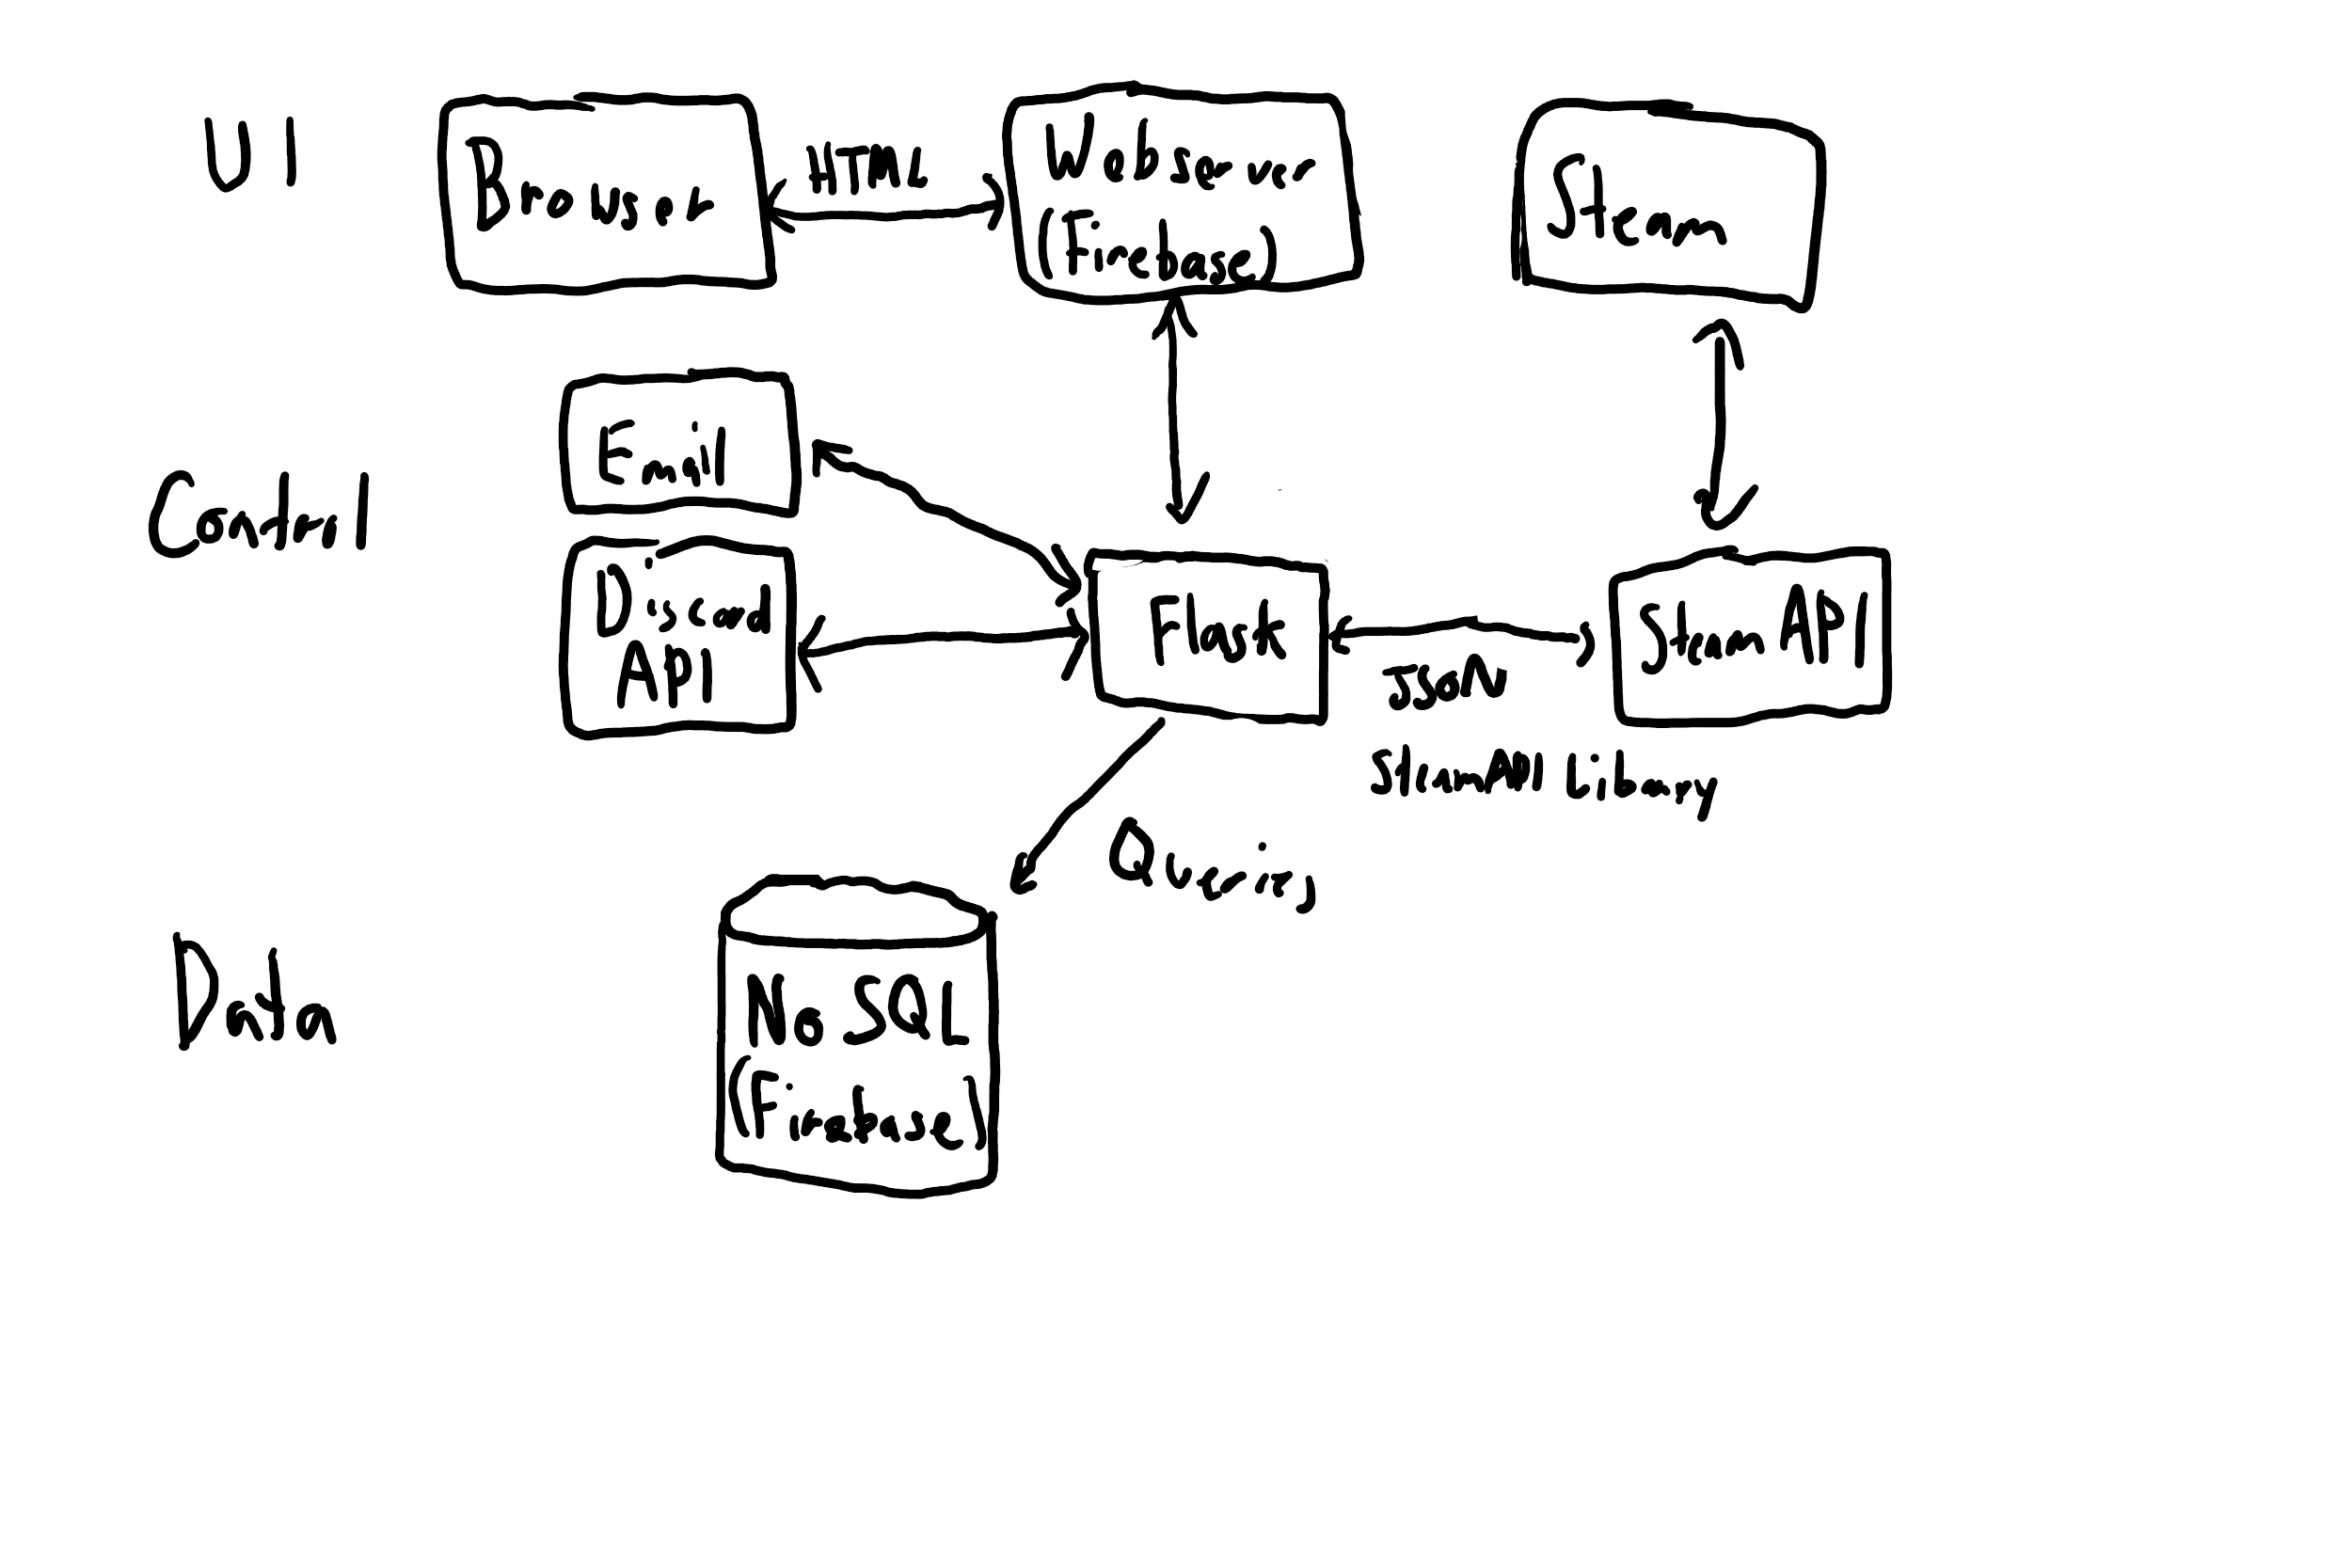 UI
Browser
HTML
Webserver
(Firebase)
Steam
Email
Control
Discord
API
Flask
JSON
Steam API
SteamAPI Library
Queries
Data
No SQL
(Firebase)